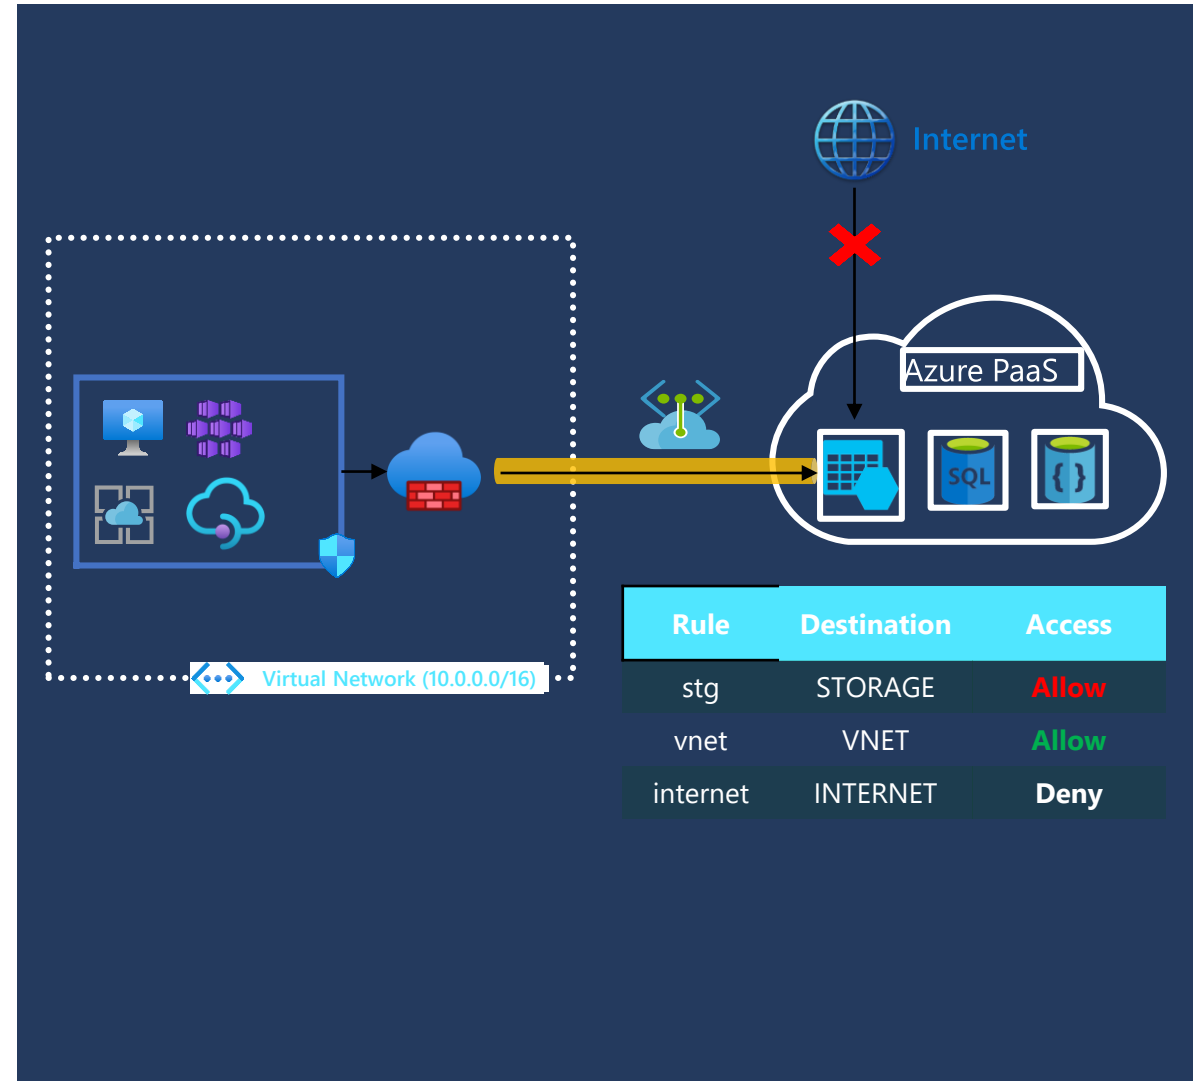 Internet
Azure PaaS
SQL
{ }
Virtual Network (10.0.0.0/16)
Rule Destination Access
stg STORAGE Allow
vnet VNET Allow
internet INTERNET Deny